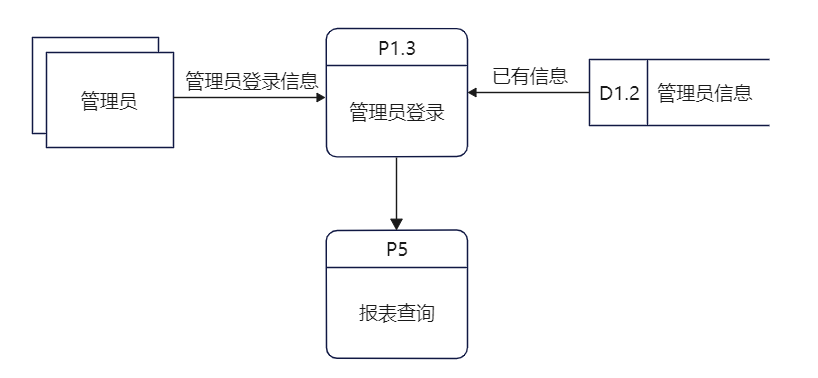 P1.3
管理员
管理员登录信息
管理员登录
已有信息
D1.2
管理员信息
P5
报表查询